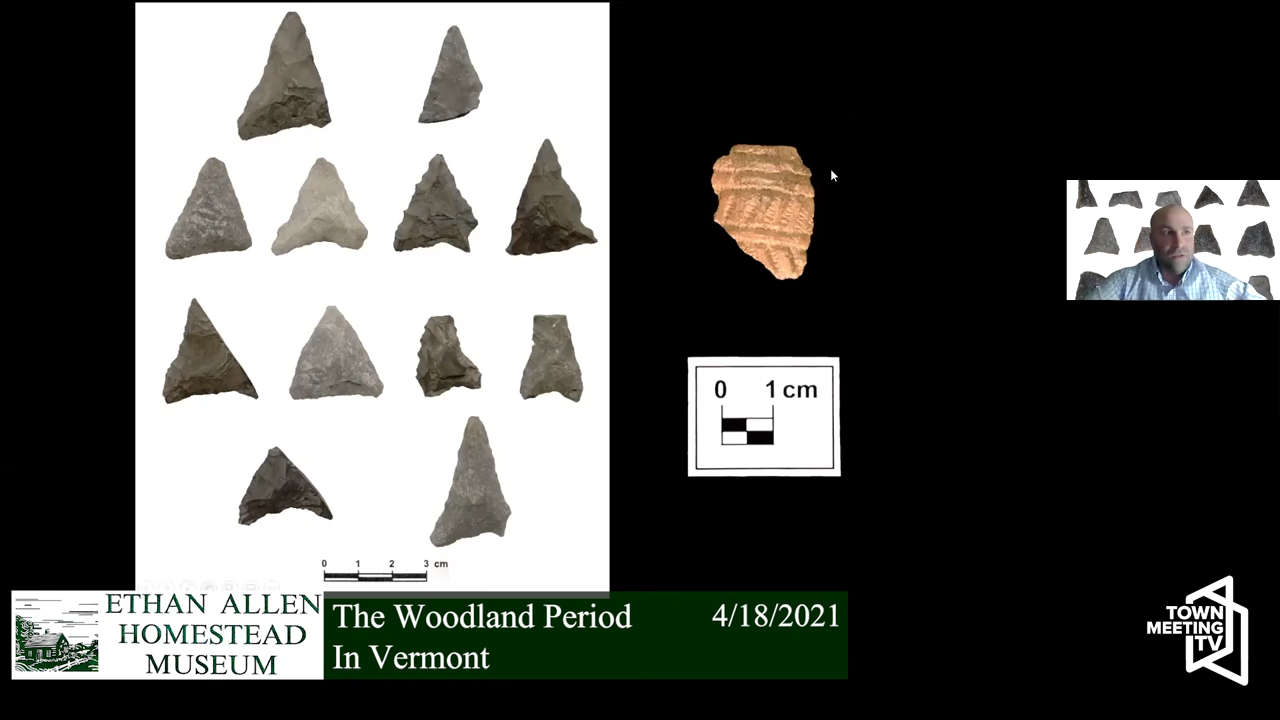 0 1 cm
0 1 2 3 cm
ETHAN ALLEN
HOMESTEAD
MUSEUM
The Woodland Period 4/18/2021
In Vermont
TOWN
MEETING
TV